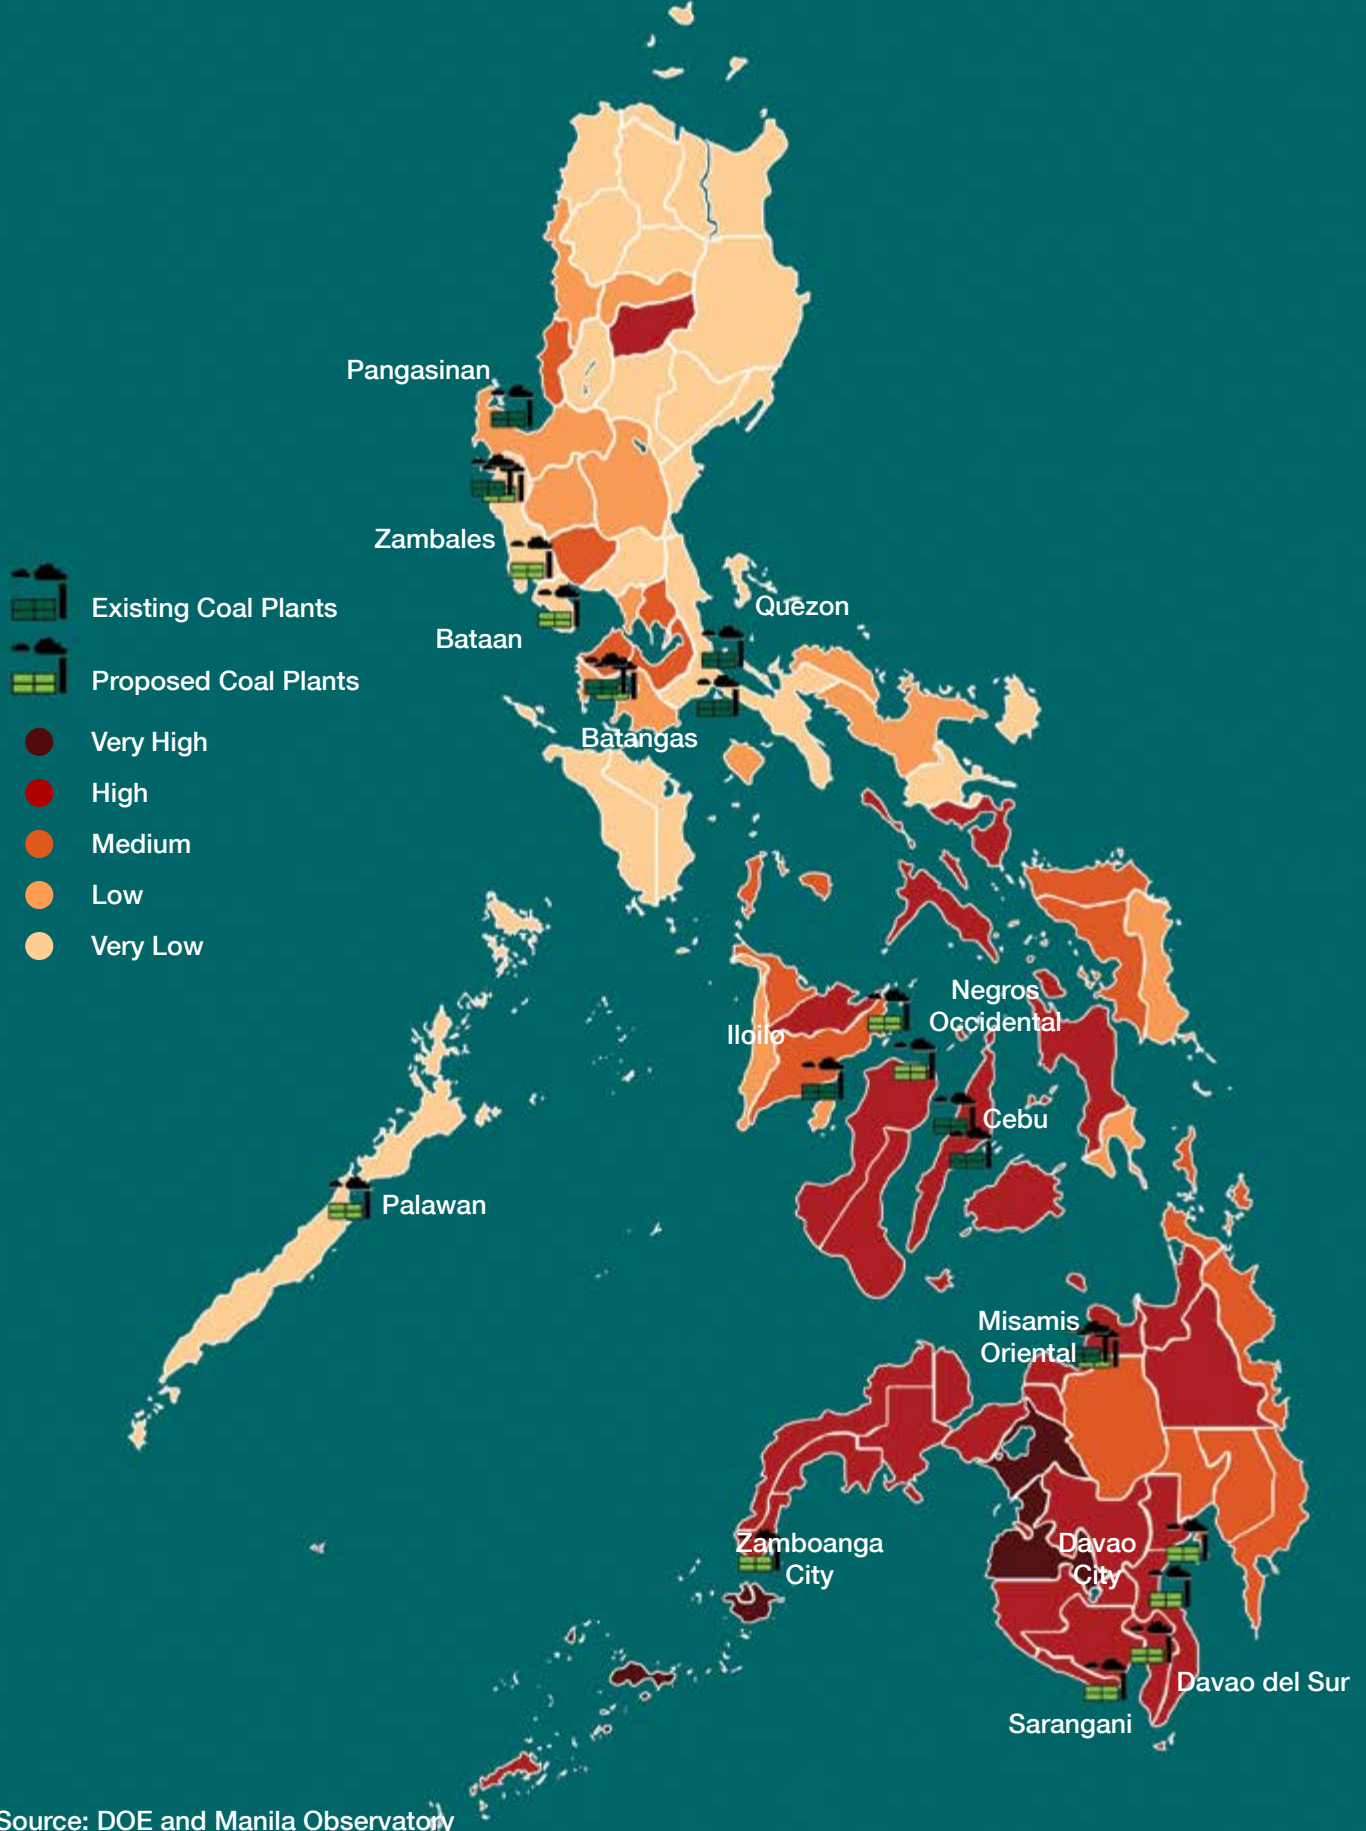 Pangasinan
Zambales
Existing Coal Plants
Quezon
Bataan
Proposed Coal Plants
Very High
Batangas
High
Medium
Low
Very Low
Negros
Occidental
Iloilo
Cebu
Palawan
Misamis
Oriental
Zamboanga
City
Davao
City
Davao del Sur
Sarangani
Source: DOE and Manila Observatory